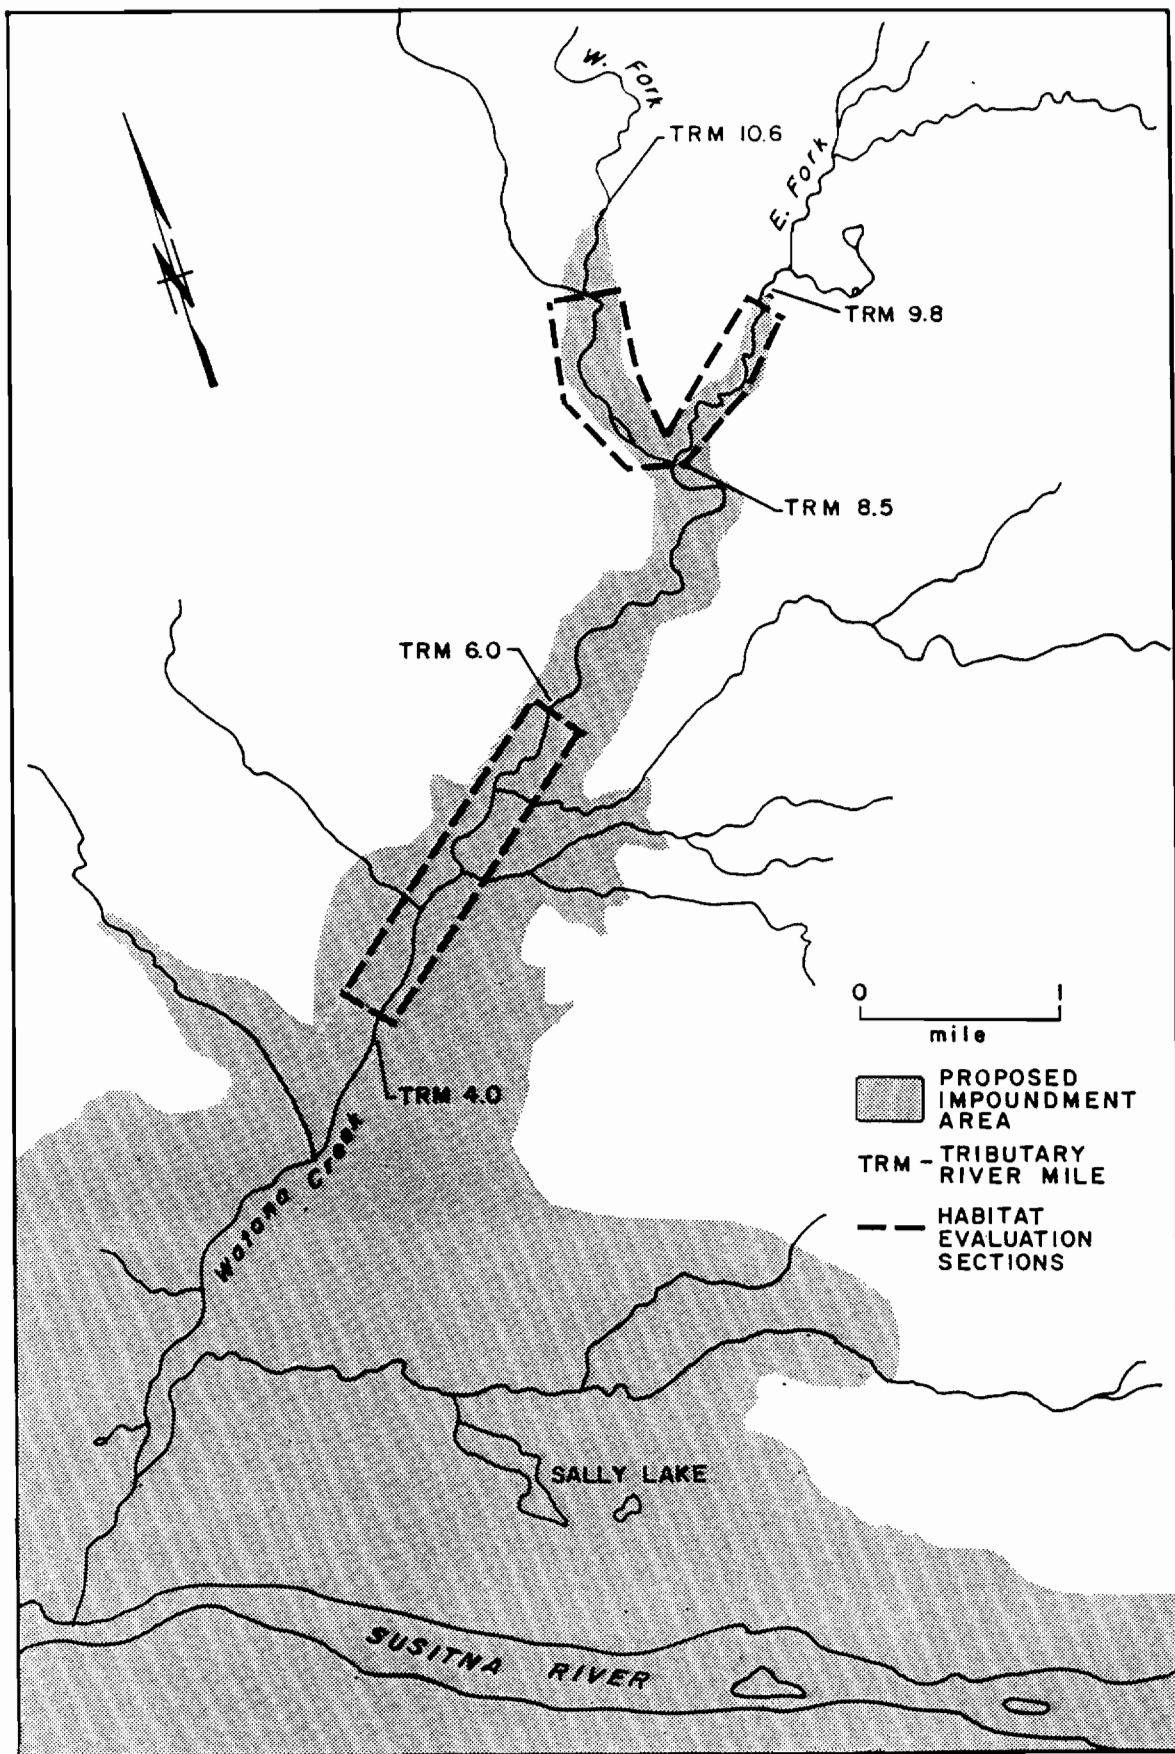 W. Fork
TRM 10.6
E. Fork
TRM 9.8
TRM 8.5
TRM 6.0
0 1
mile
PROPOSED
IMPOUNDMENT
AREA
TRM 4.0
TRM - TRIBUTARY
RIVER MILE
Watana Creek
HABITAT
EVALUATION
SECTIONS
SALLY LAKE
SUSITNA RIVER